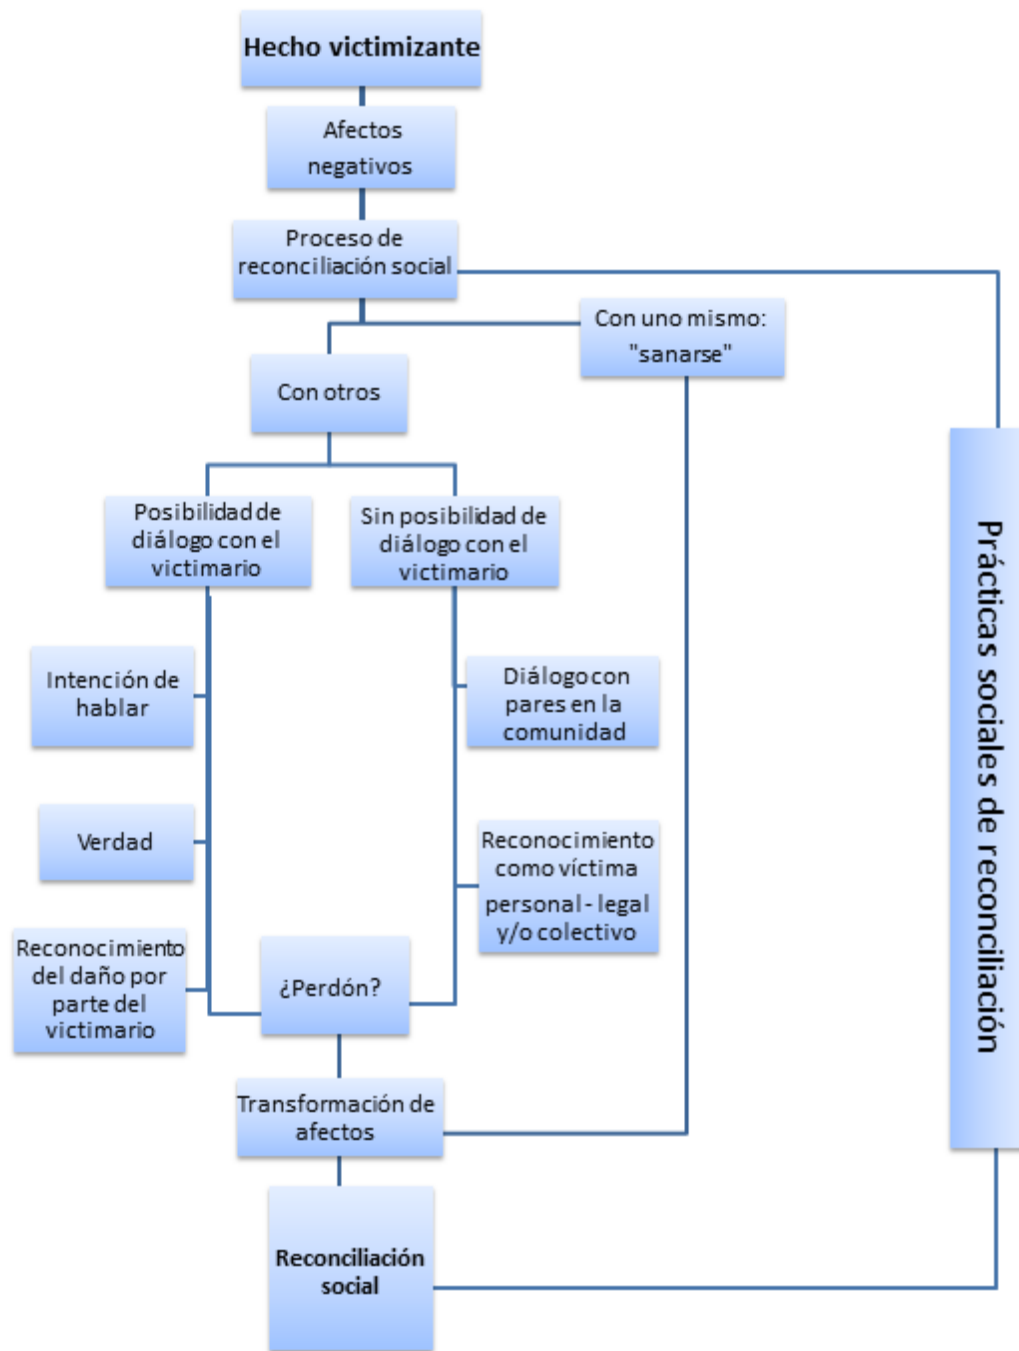 Hecho victimizante
Afectos
negativos
Proceso de
reconciliación social
Con uno mismo:
"sanarse"
Con otros
Posibilidad de
diálogo con el
victimario
Sin posibilidad de
diálogo con el
victimario
Intención de
hablar
Diálogo con
pares en la
comunidad
Verdad
Reconocimiento
como víctima
personal - legal
y/o colectivo
Reconocimiento
del daño por
parte del
victimario
¿Perdón?
Transformación de
afectos
Reconciliación
social
Prácticas sociales de reconciliación